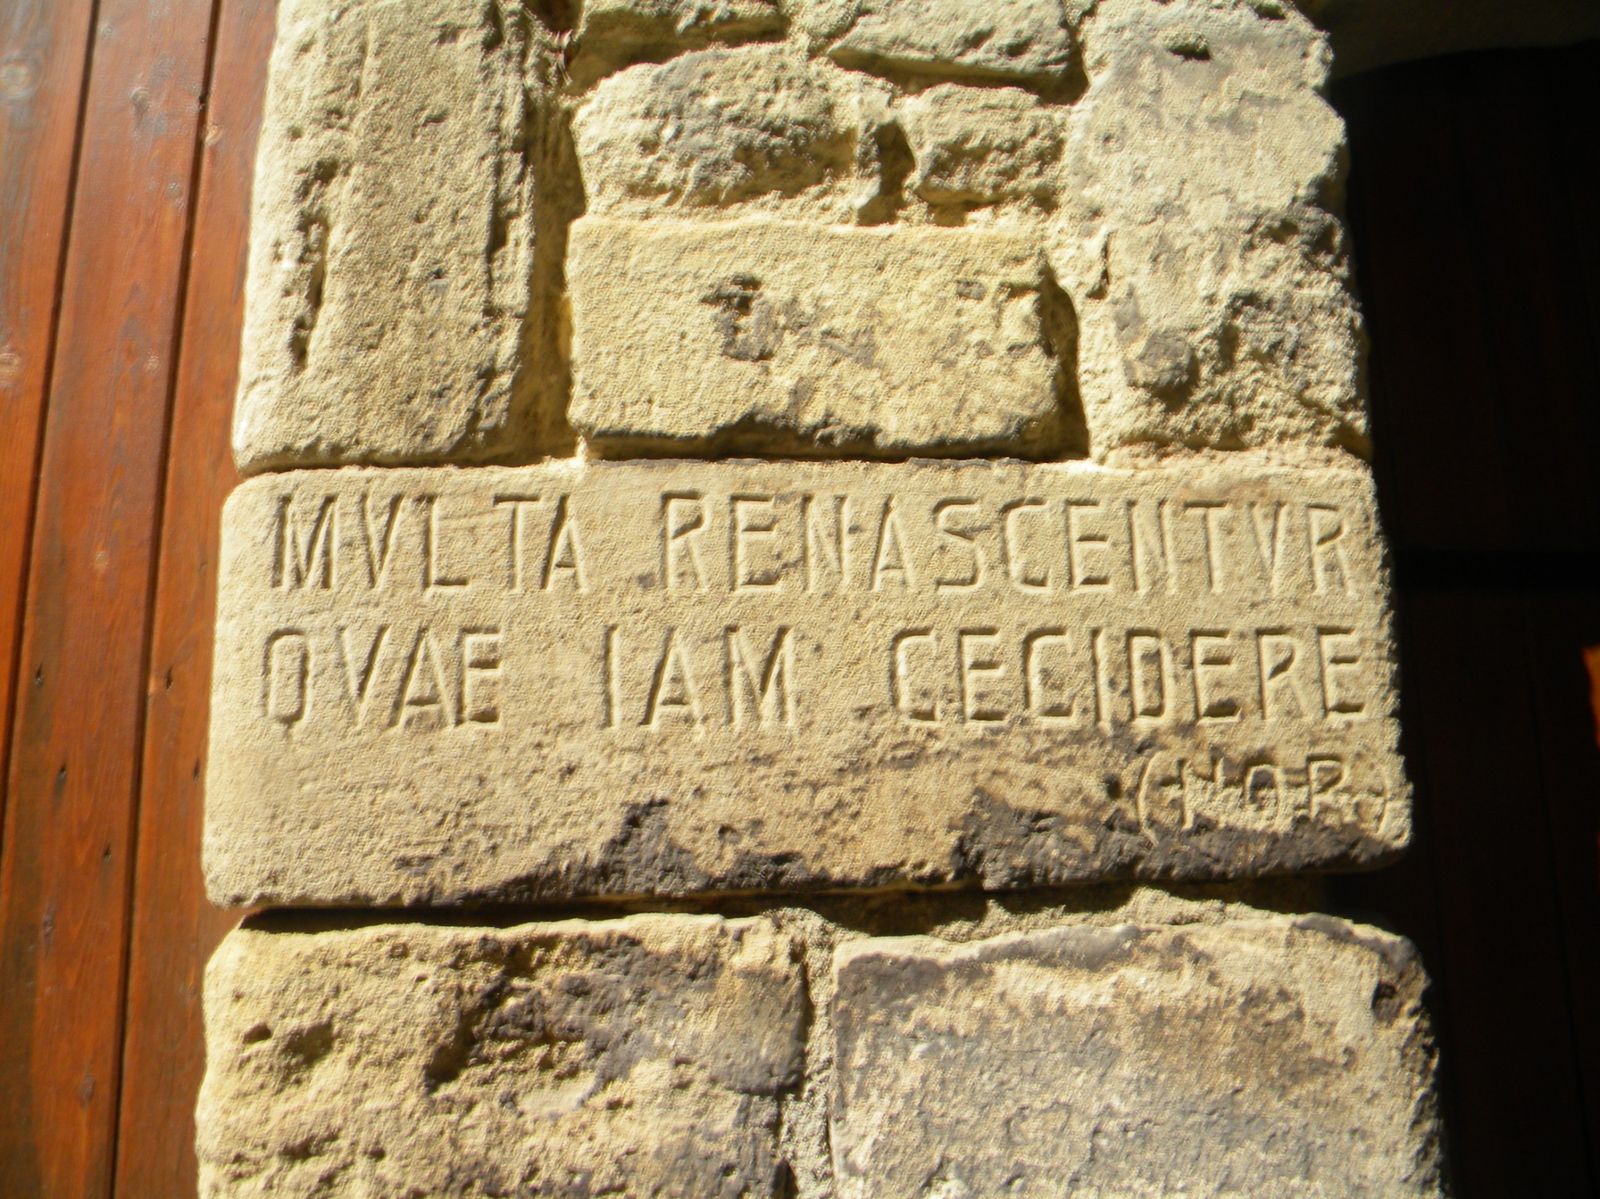 MVLTA RENASCENTVR
QVAE IAM CECIDERE
(HOR)